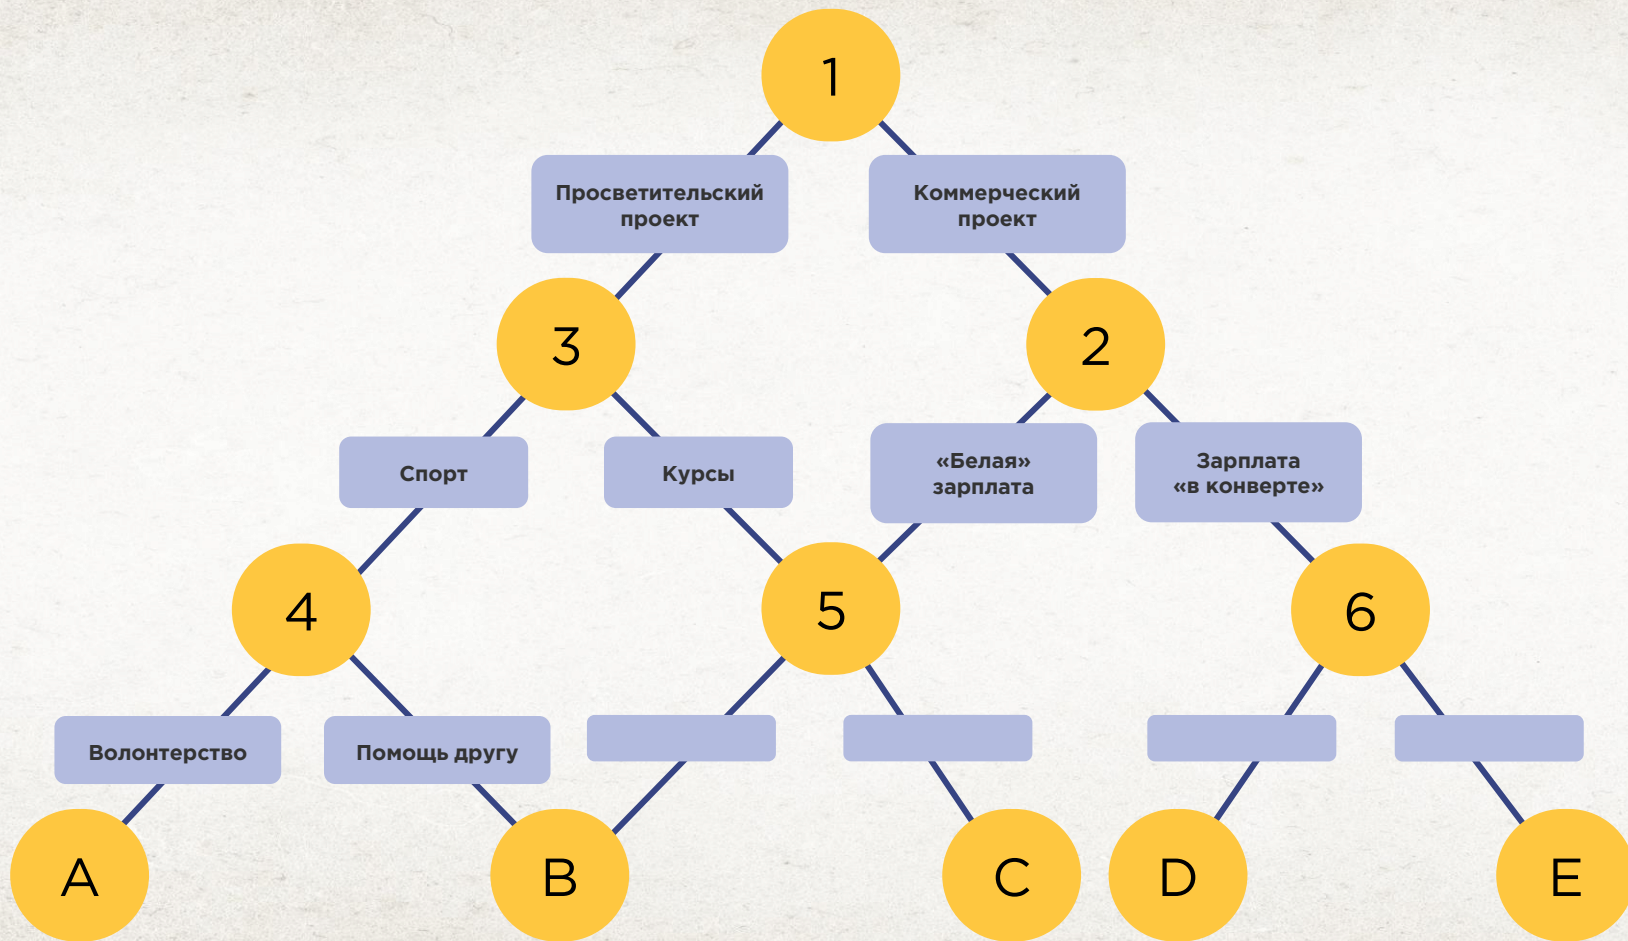 1
Просветительский
проект
Коммерческий
проект
3
2
Спорт
Курсы
«Белая»
зарплата
Зарплата
«в конверте»
4
5
6
Волонтерство
Помощь другу
A
B
C
D
E